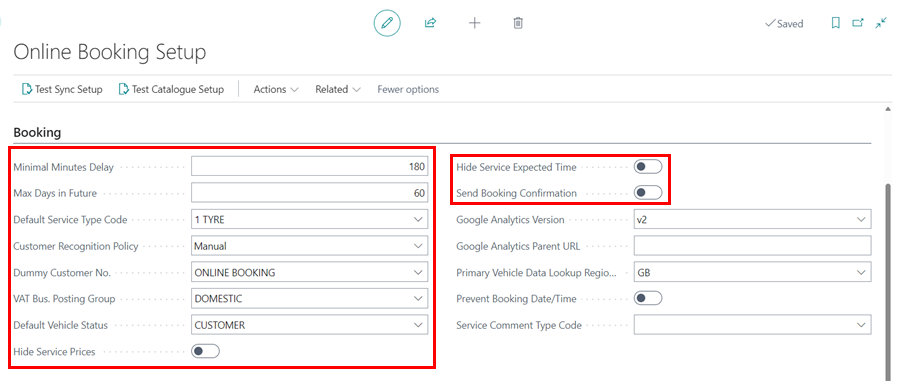 Saved
Online Booking Setup
Test Sync Setup Test Catalogue Setup Actions Related Fewer options
Booking
Minimal Minutes Delay 180
Max Days in Future 60
Default Service Type Code 1 TYRE
Customer Recognition Policy Manual
Dummy Customer No. ONLINE BOOKING
VAT Bus. Posting Group DOMESTIC
Default Vehicle Status CUSTOMER
Hide Service Prices
Hide Service Expected Time
Send Booking Confirmation
Google Analytics Version v2
Google Analytics Parent URL
Primary Vehicle Data Lookup Regio... GB
Prevent Booking Date/Time
Service Comment Type Code